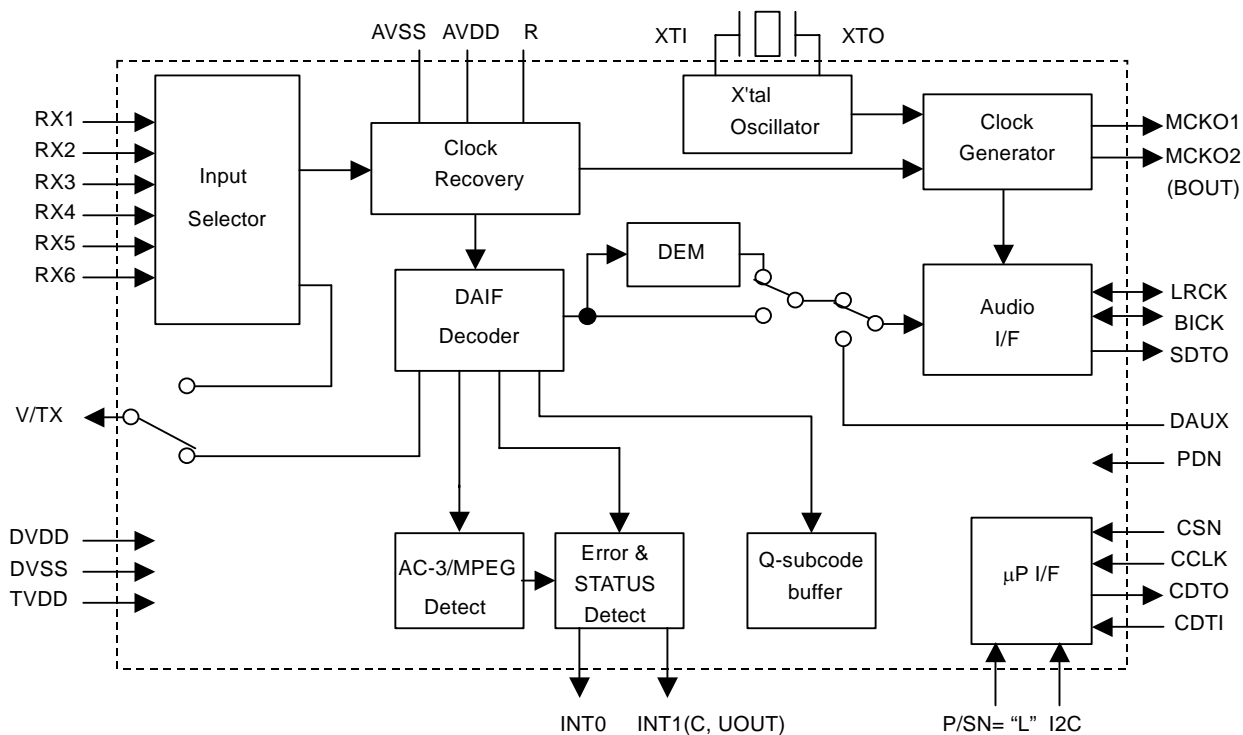 AVSS AVDD R
XTI XTO
RX1
RX2
RX3
RX4
RX5
RX6
Input
Selector
Clock
Recovery
X'tal
Oscillator
Clock
Generator
MCKO1
MCKO2
(BOUT)
DEM
DAIF
Decoder
Audio
I/F
LRCK
BICK
SDTO
V/TX
DAUX
PDN
DVDD
DVSS
TVDD
AC-3/MPEG
Detect
Error &
STATUS
Detect
Q-subcode
buffer
µP I/F
CSN
CCLK
CDTO
CDTI
INT0 INT1(C, UOUT)
P/SN= “L” I2C